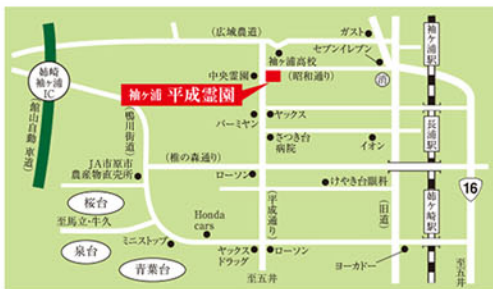 (広域農道)
ガスト
セブンイレブン
袖ヶ浦駅
袖ヶ浦高校
姉崎
袖ヶ浦
IC
中央霊園
(昭和通り)
消
袖ヶ浦 平成霊園
(館山自動車道)
(鴨川街道)
バーミヤン
ヤックス
さつき台
病院
イオン
長浦駅
(椎の森通り)
JA市原市
農産物直売所
ローソン
けやき台眼科
16
桜台
至馬立・牛久
Honda
cars
(平成通り)
(旧道)
姉ヶ崎駅
泉台
ミニストップ
青葉台
ヤックス
ドラッグ
ローソン
ヨーカドー
至五井
至五井